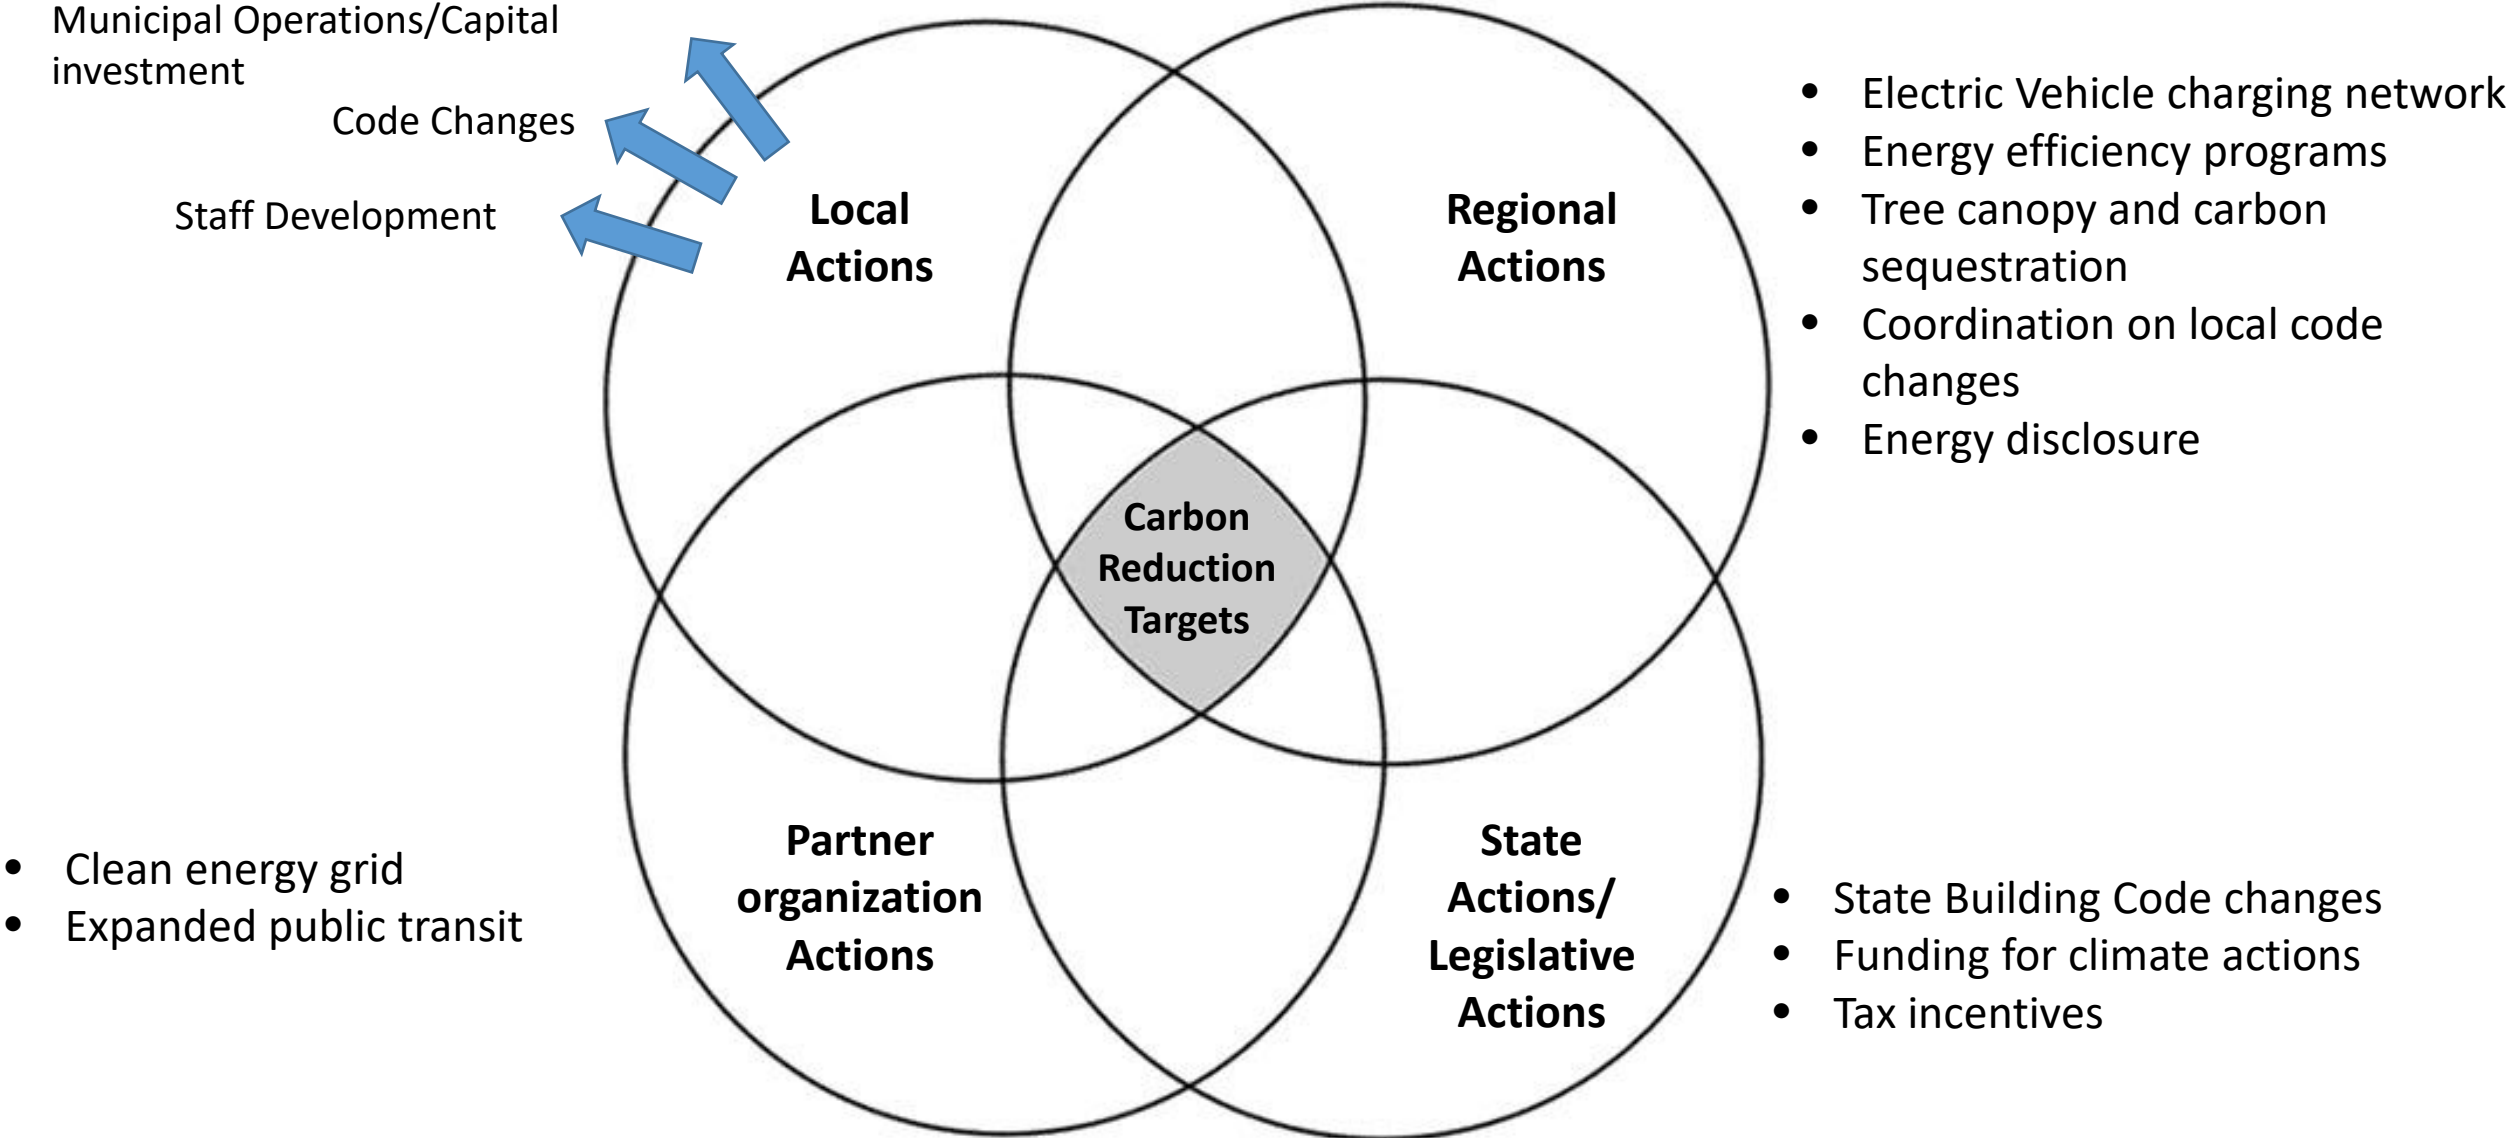 Municipal Operations/Capital
investment
Code Changes
Staff Development
Local
Actions
Regional
Actions
• Electric Vehicle charging network
• Energy efficiency programs
• Tree canopy and carbon
sequestration
• Coordination on local code
changes
• Energy disclosure
Carbon
Reduction
Targets
Partner
organization
Actions
• Clean energy grid
• Expanded public transit
State
Actions/
Legislative
Actions
• State Building Code changes
• Funding for climate actions
• Tax incentives